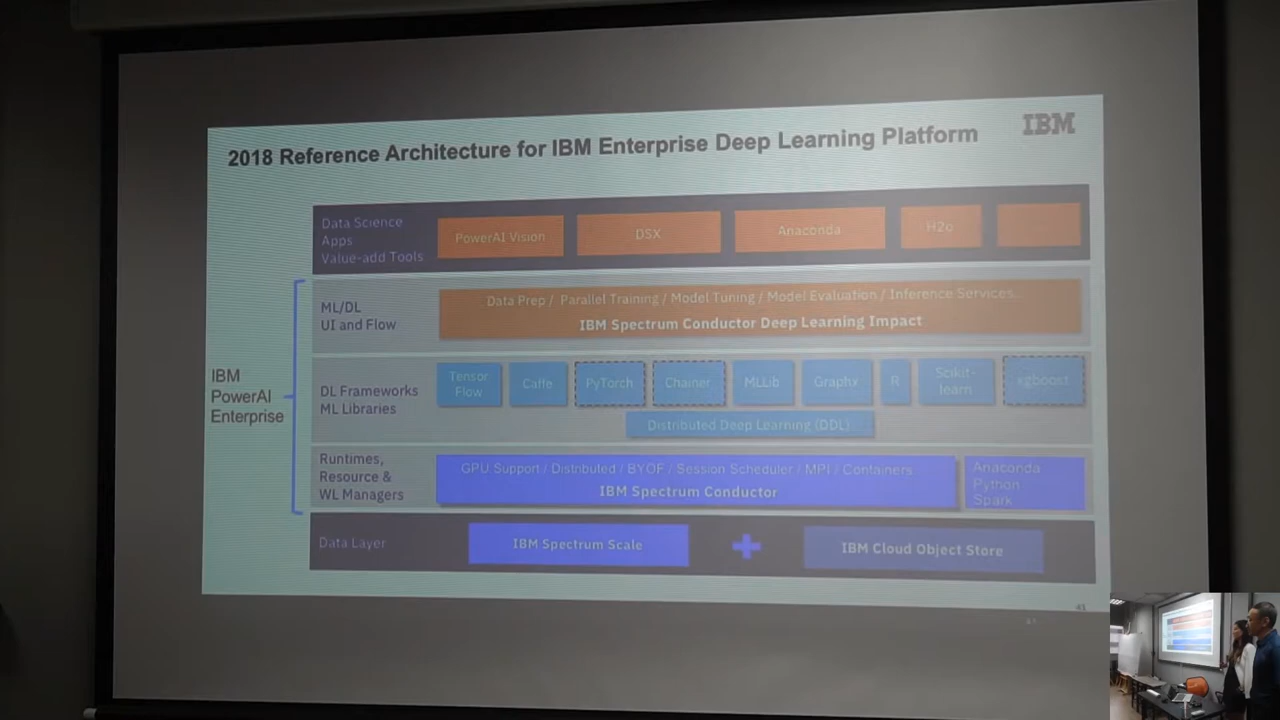 IBM
2018 Reference Architecture for IBM Enterprise Deep Learning Platform
Data Science
Apps
Value-add Tools
PowerAI Vision
DSX
Anaconda
H2o
ML/DL
UI and Flow
Data Prep / Parallel Training / Model Tuning / Model Evaluation / Inference Services...
IBM Spectrum Conductor Deep Learning Impact
IBM
PowerAI
Enterprise
DL Frameworks
ML Libraries
Tensor
Flow
Caffe
PyTorch
Chainer
MLLib
Graphx
R
Scikit-
learn
xgboost
Distributed Deep Learning (DDL)
Runtimes,
Resource &
WL Managers
GPU Support / Distributed / BYOF / Session Scheduler / MPI / Containers
IBM Spectrum Conductor
Anaconda
Python
Spark
Data Layer
IBM Spectrum Scale
+
IBM Cloud Object Store